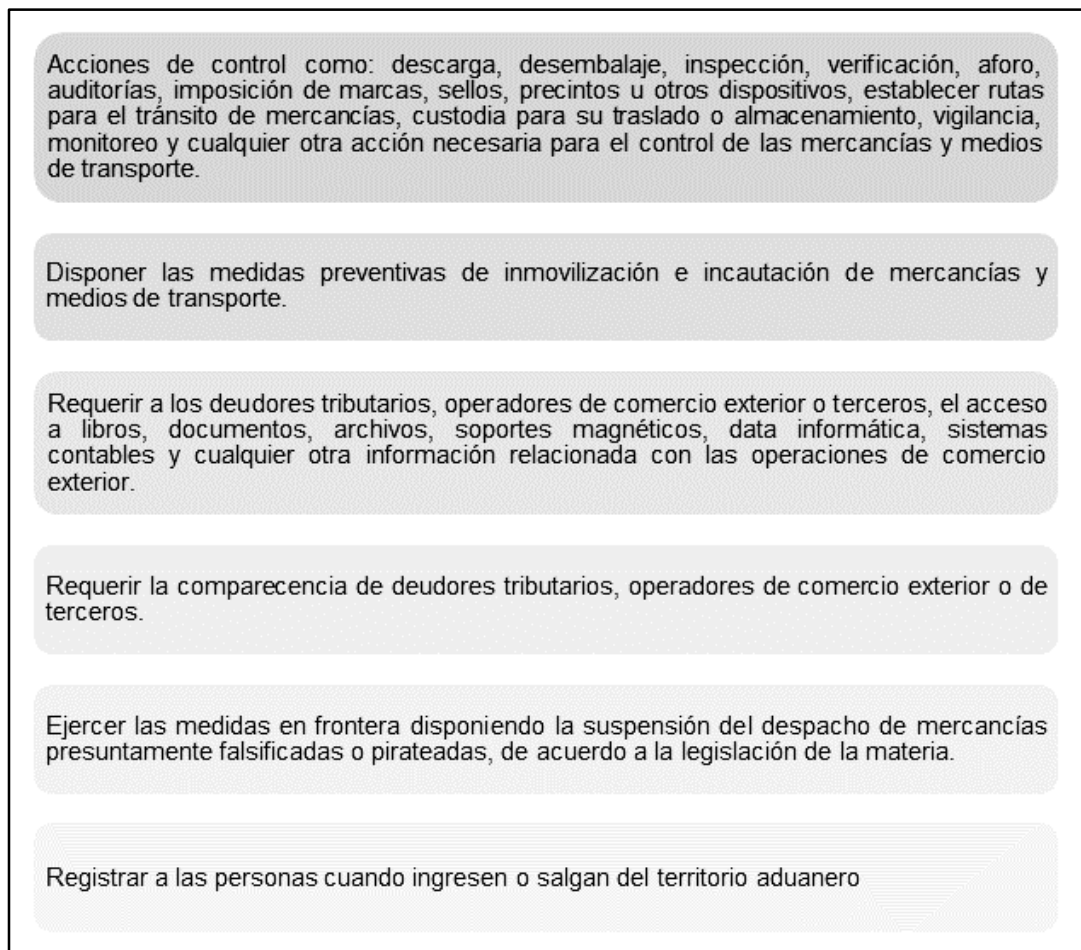 Acciones de control como: descarga, desembalaje, inspección, verificación, aforo,
auditorías, imposición de marcas, sellos, precintos u otros dispositivos, establecer rutas
para el tránsito de mercancías, custodia para su traslado o almacenamiento, vigilancia,
monitoreo y cualquier otra acción necesaria para el control de las mercancías y medios
de transporte.
Disponer las medidas preventivas de inmovilización e incautación de mercancías y
medios de transporte.
Requerir a los deudores tributarios, operadores de comercio exterior o terceros, el acceso
a libros, documentos, archivos, soportes magnéticos, data informática, sistemas
contables y cualquier otra información relacionada con las operaciones de comercio
exterior.
Requerir la comparecencia de deudores tributarios, operadores de comercio exterior o de
terceros.
Ejercer las medidas en frontera disponiendo la suspensión del despacho de mercancías
presuntamente falsificadas o pirateadas, de acuerdo a la legislación de la materia.
Registrar a las personas cuando ingresen o salgan del territorio aduanero